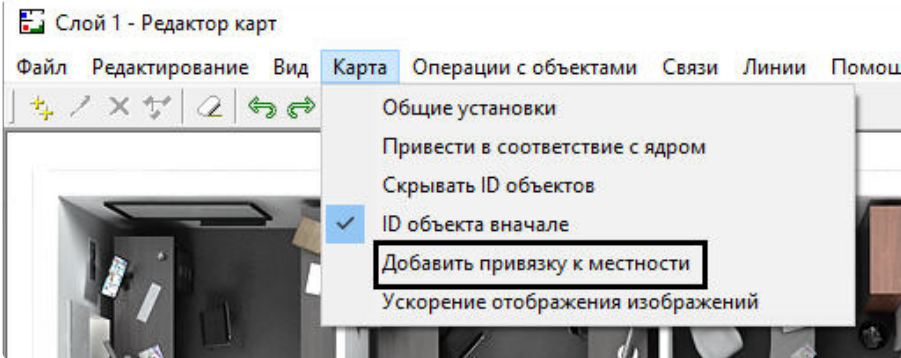 Слой 1 - Редактор карт
Файл Редактирование Вид Карта Операции с объектами Связи Линии Помощ
Общие установки
Привести в соответствие с ядром
Скрывать ID объектов
ID объекта вначале
Добавить привязку к местности
Ускорение отображения изображений